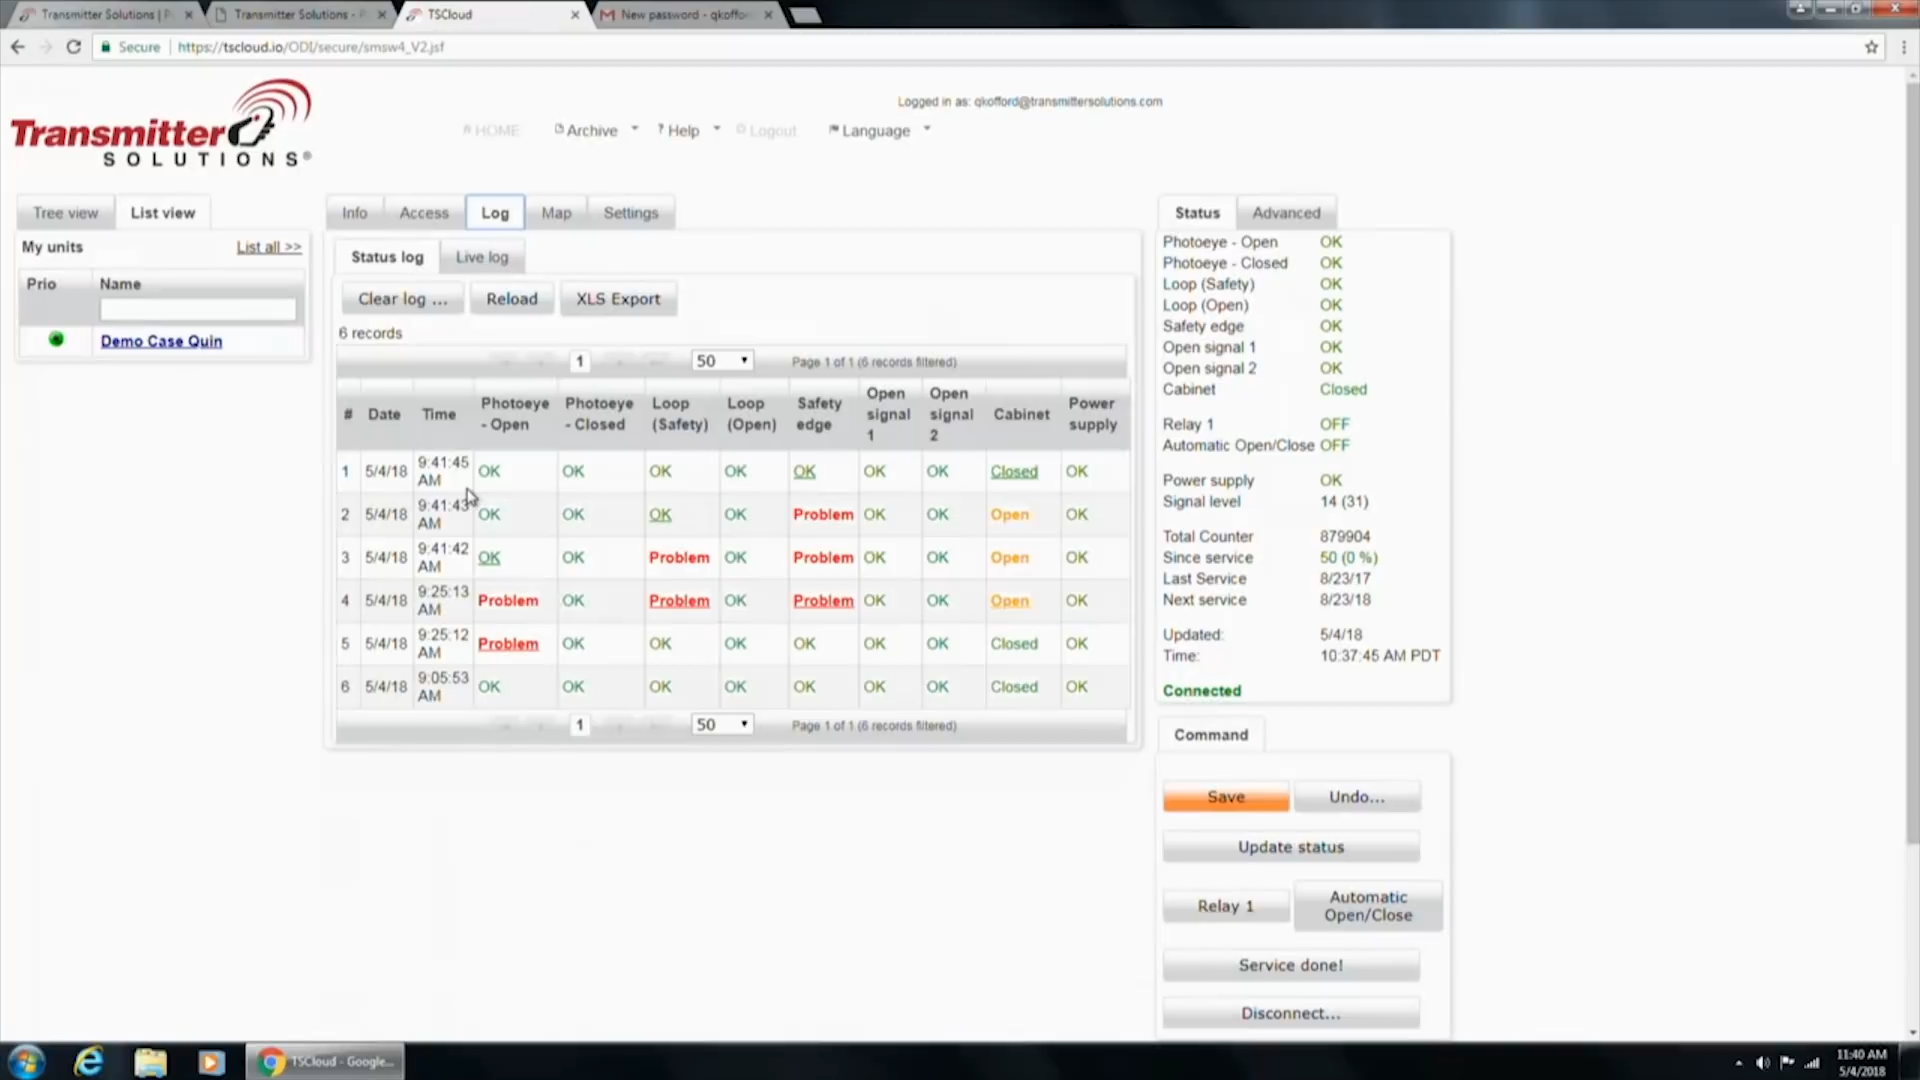 Transmitter Solutions | P
Transmitter Solutions - P
TSCloud
New password - qkoffor
Secure
https://tscloud.io/ODI/secure/smsw4_V2.jsf
Transmitter
SOLUTIONS®
Logged in as: qkofford@transmittersolutions.com
HOME
Archive
? Help
Logout
Language
Tree view
List view
My units
List all >>
Prio
Name
Demo Case Quin
Info
Access
Log
Map
Settings
Status log
Live log
Clear log ...
Reload
XLS Export
6 records
1
50
Page 1 of 1 (6 records filtered)
# Date Time Photoeye - Open Photoeye - Closed Loop (Safety) Loop (Open) Safety edge Open signal 1 Open signal 2 Cabinet Power supply
1 5/4/18 9:41:45 AM OK OK OK OK OK OK OK Closed OK
2 5/4/18 9:41:43 AM OK OK OK OK Problem OK OK Open OK
3 5/4/18 9:41:42 AM OK OK Problem OK Problem OK OK Open OK
4 5/4/18 9:25:13 AM Problem OK Problem OK Problem OK OK Open OK
5 5/4/18 9:25:12 AM Problem OK OK OK OK OK OK Closed OK
6 5/4/18 9:05:53 AM OK OK OK OK OK OK OK Closed OK
1
50
Page 1 of 1 (6 records filtered)
Status
Advanced
Photoeye - Open OK
Photoeye - Closed OK
Loop (Safety) OK
Loop (Open) OK
Safety edge OK
Open signal 1 OK
Open signal 2 OK
Cabinet Closed
Relay 1 OFF
Automatic Open/Close OFF
Power supply OK
Signal level 14 (31)
Total Counter 879904
Since service 50 (0 %)
Last Service 8/23/17
Next service 8/23/18
Updated: 5/4/18
Time: 10:37:45 AM PDT
Connected
Command
Save
Undo...
Update status
Relay 1
Automatic
Open/Close
Service done!
Disconnect...
TSCloud - Google...
11:40 AM
5/4/2018